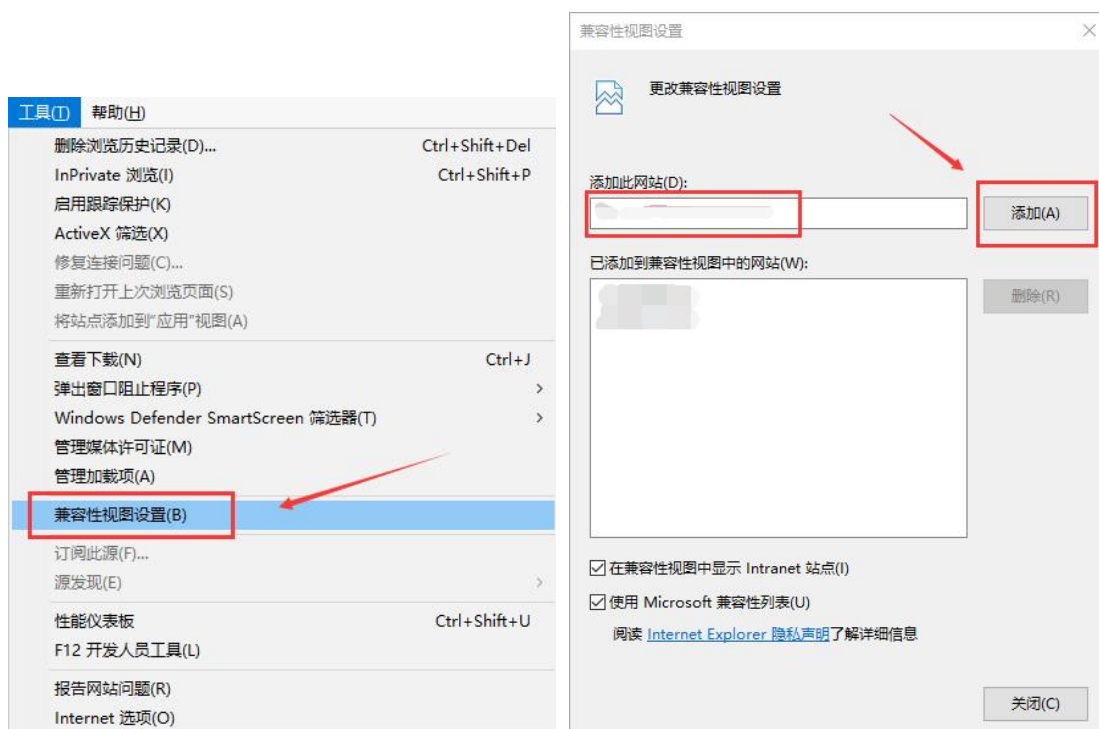 工具(T) 帮助(H)
删除浏览历史记录(D)... Ctrl+Shift+Del
InPrivate 浏览(I) Ctrl+Shift+P
启用跟踪保护(K)
ActiveX 筛选(X)
修复连接问题(C)...
重新打开上次浏览页面(S)
将站点添加到“应用”视图(A)
查看下载(N) Ctrl+J
弹出窗口阻止程序(P)
Windows Defender SmartScreen 筛选器(T)
管理媒体许可证(M)
管理加载项(A)
兼容性视图设置(B)
订阅此源(F)...
源发现(E)
性能仪表板 Ctrl+Shift+U
F12 开发人员工具(L)
报告网站问题(R)
Internet 选项(O)
兼容性视图设置
更改兼容性视图设置
添加此网站(D):
添加(A)
已添加到兼容性视图中的网站(W):
删除(R)
在兼容性视图中显示 Intranet 站点(I)
使用 Microsoft 兼容性列表(U)
阅读 Internet Explorer 隐私声明了解详细信息
关闭(C)